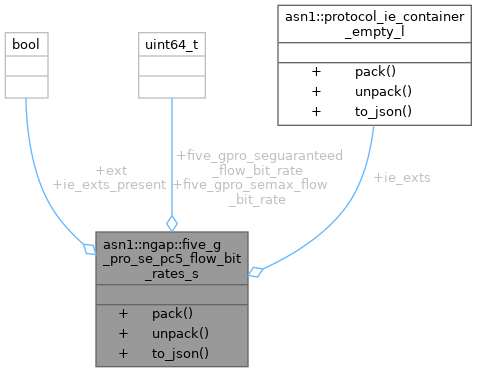 asn1::protocol_ie_container
_empty_l
bool
uint64_t
+ pack()
+ unpack()
+ to_json()
+five_gpro_seguaranteed
_flow_bit_rate
+five_gpro_semax_flow
_bit_rate
+ext
+ie_exts_present
+ie_exts
asn1::ngap::five_g
_pro_se_pc5_flow_bit
_rates_s
+ pack()
+ unpack()
+ to_json()